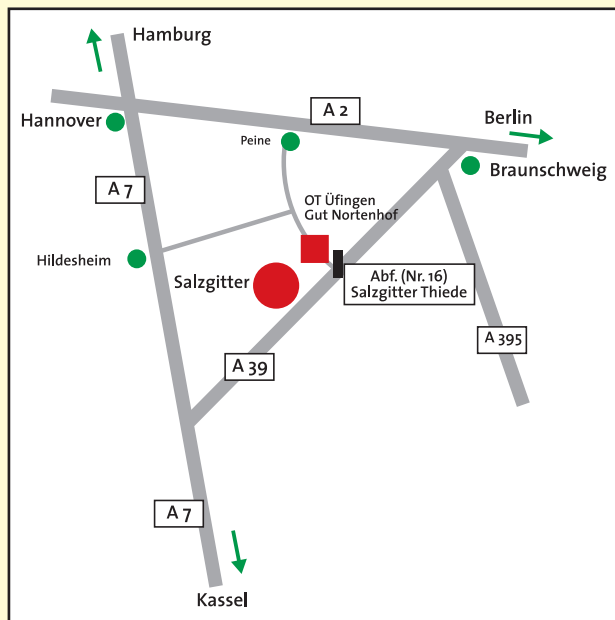 Hamburg
A 2
Hannover
Berlin
Peine
Braunschweig
A 7
OT Üfingen
Gut Nortenhof
Hildesheim
Salzgitter
Abf. (Nr. 16)
Salzgitter Thiede
A 395
A 39
A 7
Kassel